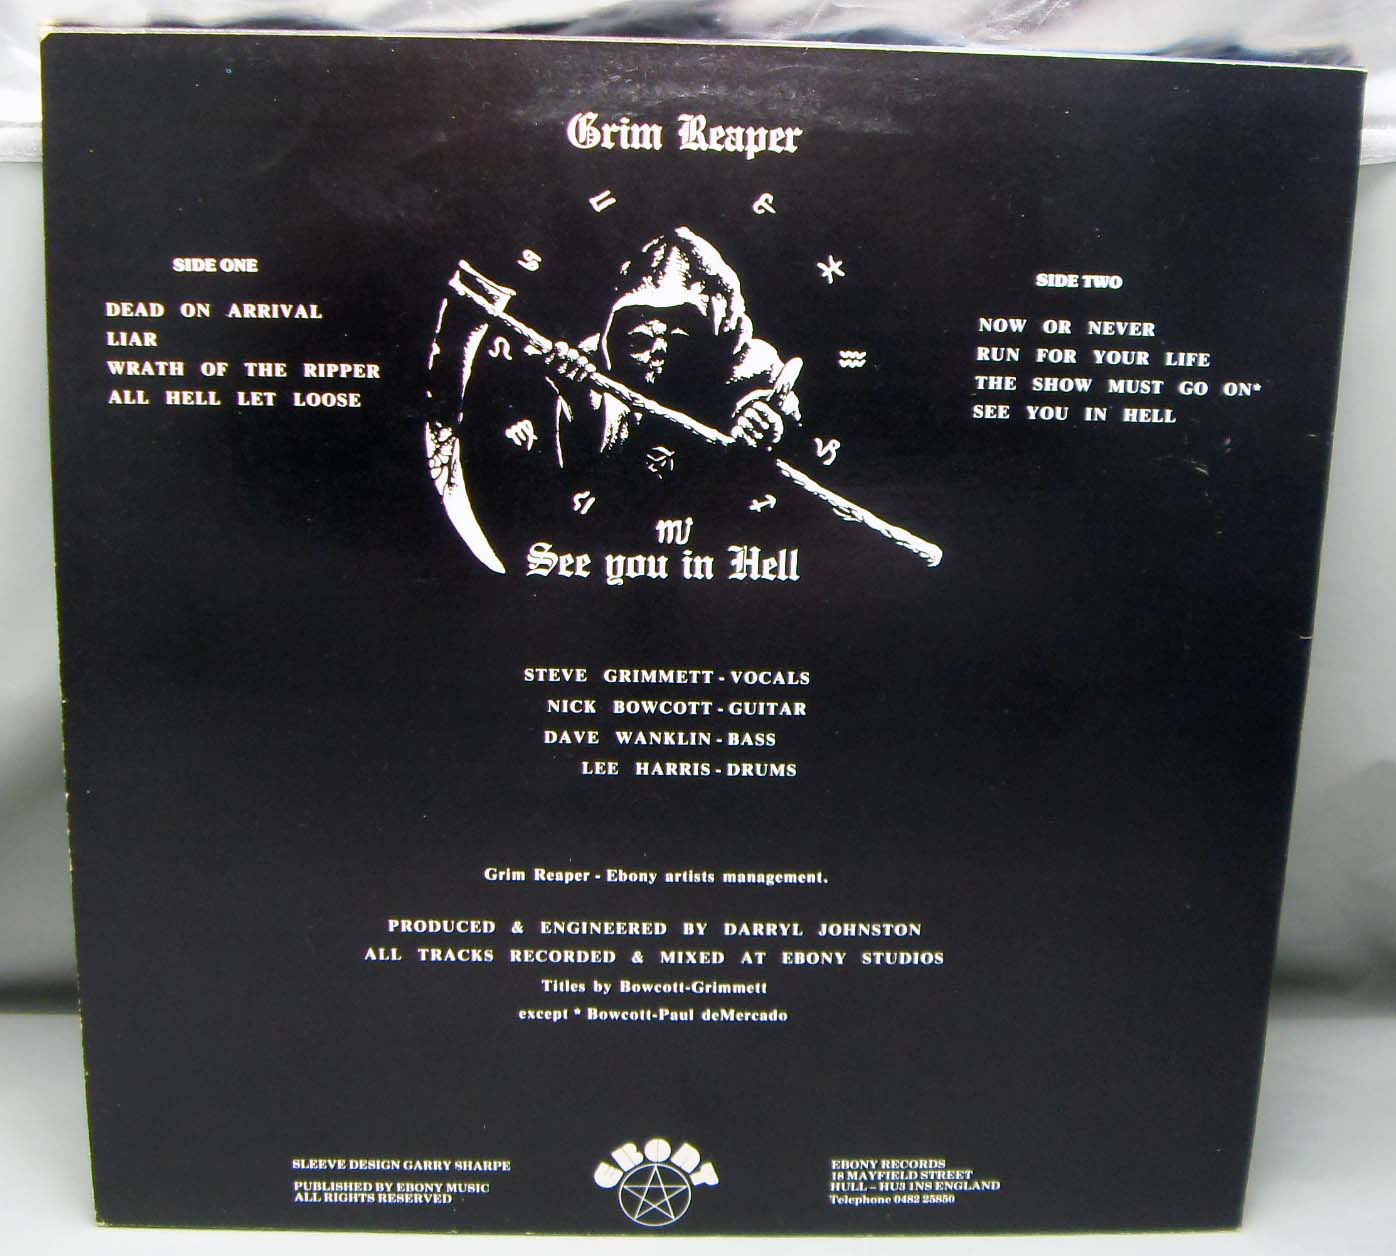 Grim Reaper
SIDE ONE
DEAD ON ARRIVAL
LIAR
WRATH OF THE RIPPER
ALL HELL LET LOOSE
SIDE TWO
NOW OR NEVER
RUN FOR YOUR LIFE
THE SHOW MUST GO ON*
SEE YOU IN HELL
See you in Hell
STEVE GRIMMETT - VOCALS
NICK BOWCOTT - GUITAR
DAVE WANKLIN - BASS
LEE HARRIS - DRUMS
Grim Reaper - Ebony artists management.
PRODUCED & ENGINEERED BY DARRYL JOHNSTON
ALL TRACKS RECORDED & MIXED AT EBONY STUDIOS
Titles by Bowcott-Grimmett
except * Bowcott-Paul deMercado
SLEEVE DESIGN GARRY SHARPE
PUBLISHED BY EBONY MUSIC
ALL RIGHTS RESERVED
EBONY
EBONY RECORDS
18 MAYFIELD STREET
HULL - HU3 1NS ENGLAND
Telephone 0482 25850